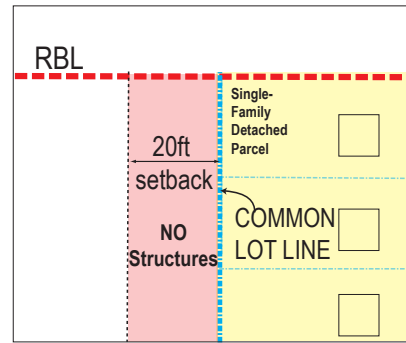 RBL
Single-
Family
Detached
Parcel
20ft
setback
NO
Structures
COMMON
LOT LINE